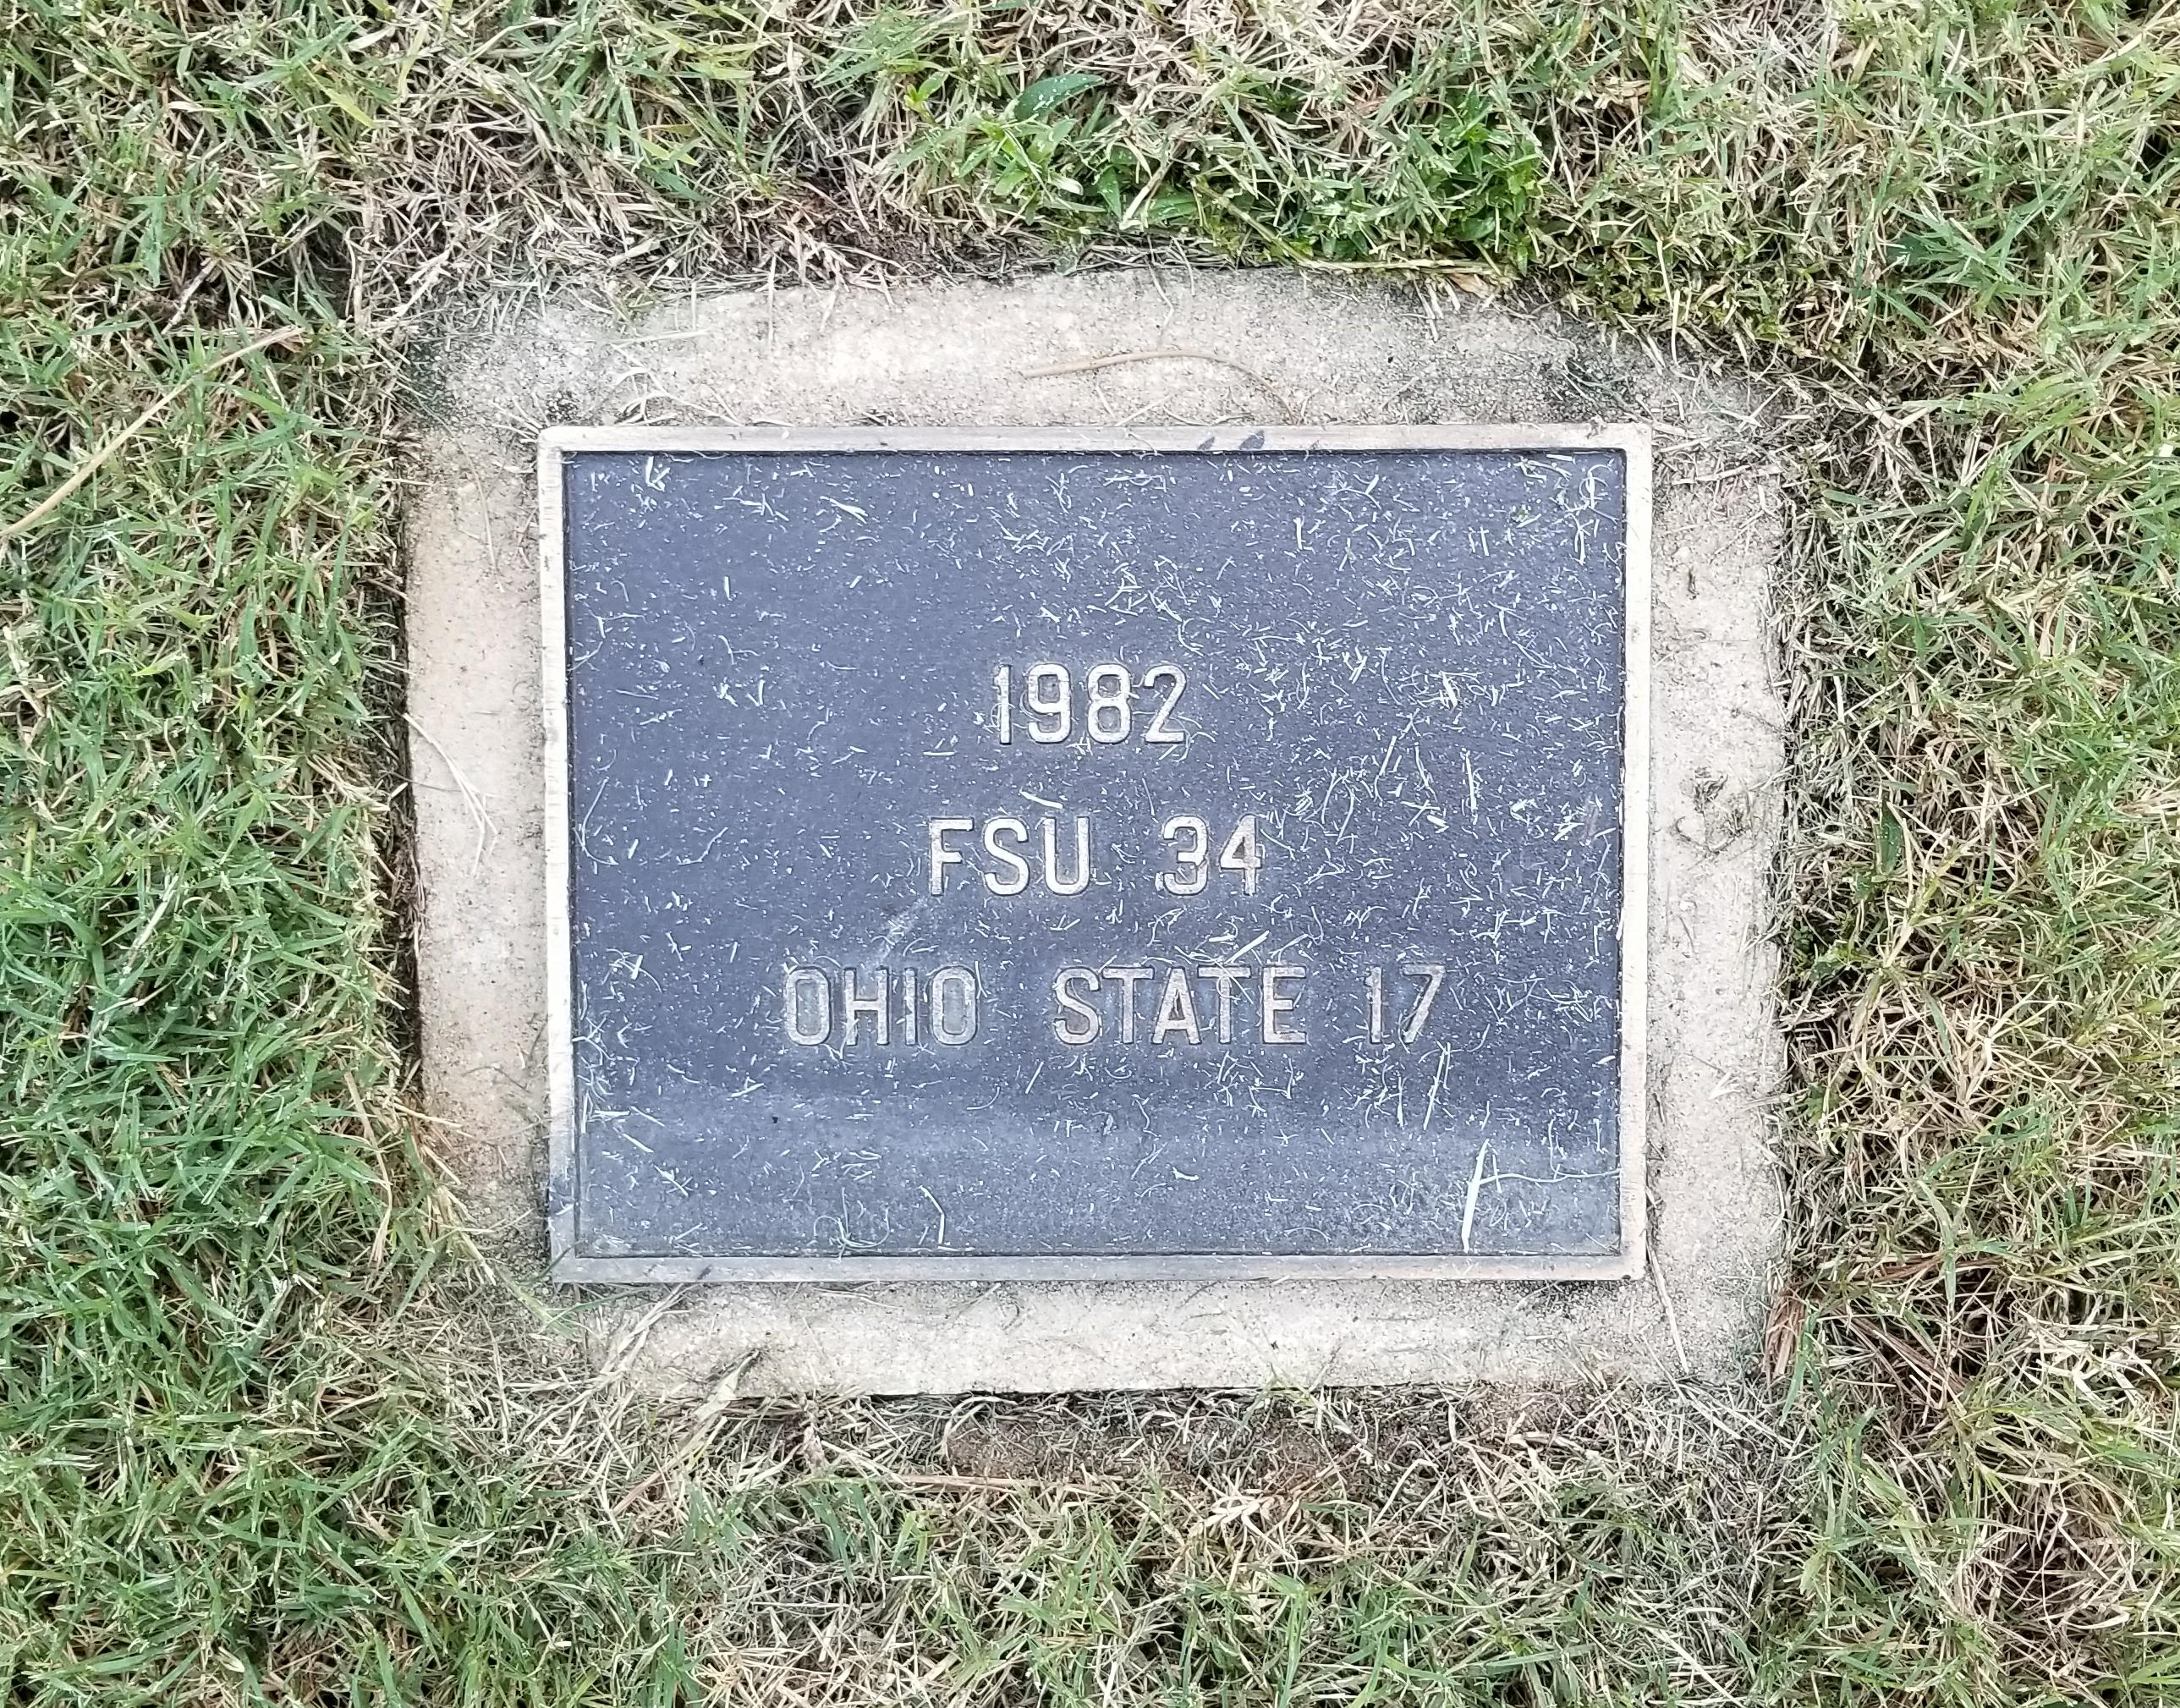 1982
FSU 34
OHIO STATE 17